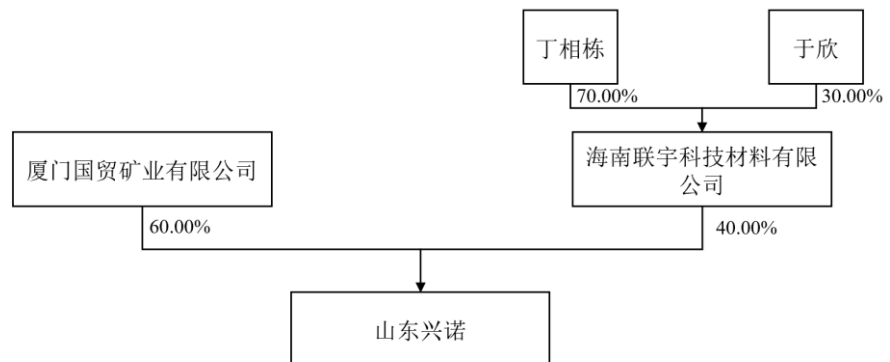 丁相栋
于欣
70.00%
30.00%
厦门国贸矿业有限公司
海南联宇科技材料有限
公司
60.00%
40.00%
山东兴诺